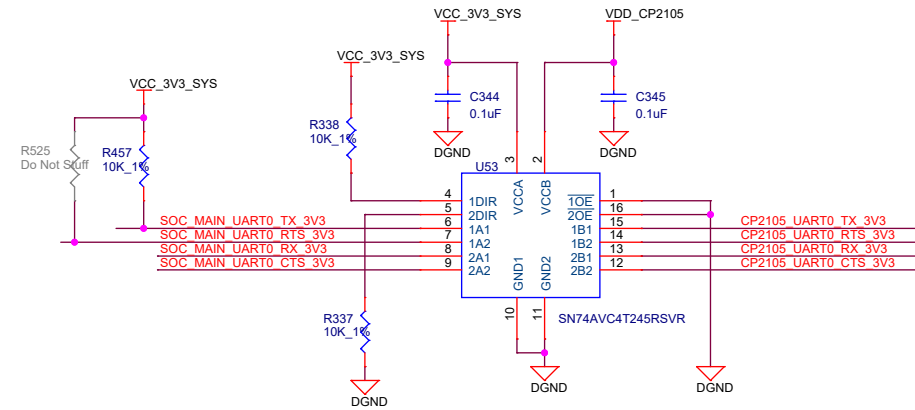 VCC_3V3_SYS
VDD_CP2105
VCC_3V3_SYS
VCC_3V3_SYS
C344
0.1uF
C345
0.1uF
R525
Do Not Stuff
R457
10K_1%
R338
10K_1%
DGND
DGND
U53
3
2
VCCA
VCCB
4
1DIR
1OE
1
5
2DIR
2OE
16
SOC_MAIN_UART0_TX_3V3
6
1A1
1B1
15
CP2105_UART0_TX_3V3
SOC_MAIN_UART0_RTS_3V3
7
1A2
1B2
14
CP2105_UART0_RTS_3V3
SOC_MAIN_UART0_RX_3V3
8
2A1
2B1
13
CP2105_UART0_RX_3V3
SOC_MAIN_UART0_CTS_3V3
9
2A2
2B2
12
CP2105_UART0_CTS_3V3
GND1
GND2
10
11
SN74AVC4T245RSVR
R337
10K_1%
DGND
DGND
DGND